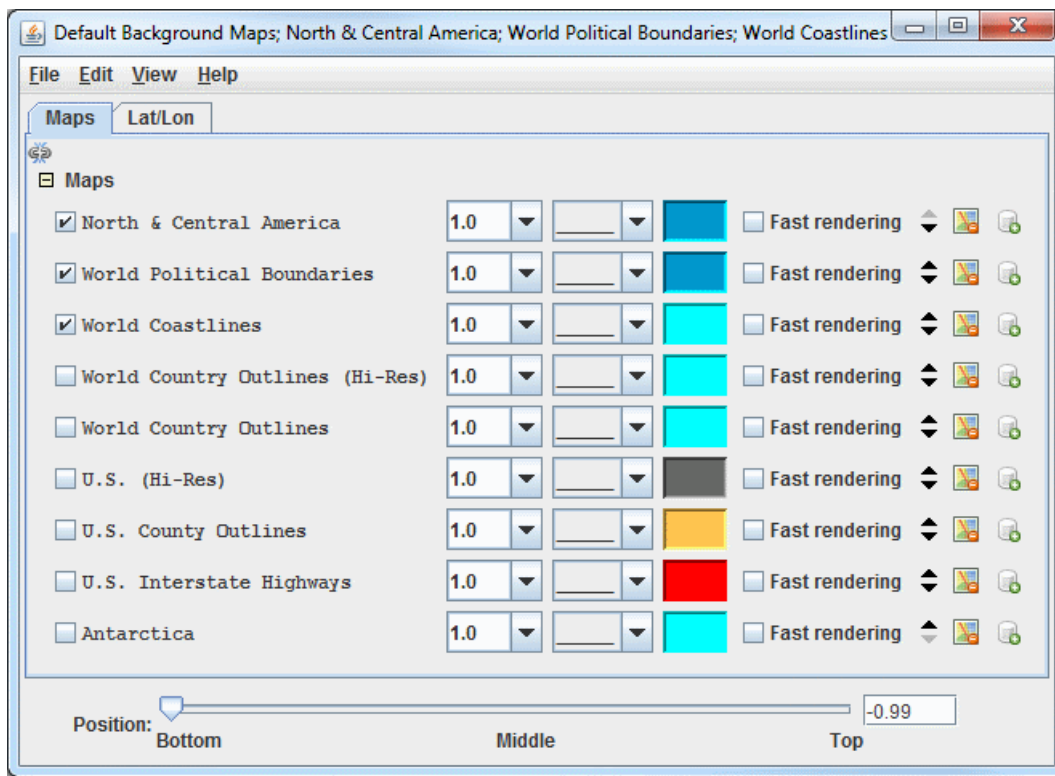 Default Background Maps; North & Central America; World Political Boundaries; World Coastlines
File Edit View Help
Maps Lat/Lon
Maps
North & Central America 1.0 Fast rendering
World Political Boundaries 1.0 Fast rendering
World Coastlines 1.0 Fast rendering
World Country Outlines (Hi-Res) 1.0 Fast rendering
World Country Outlines 1.0 Fast rendering
U.S. (Hi-Res) 1.0 Fast rendering
U.S. County Outlines 1.0 Fast rendering
U.S. Interstate Highways 1.0 Fast rendering
Antarctica 1.0 Fast rendering
Position: -0.99
Bottom Middle Top